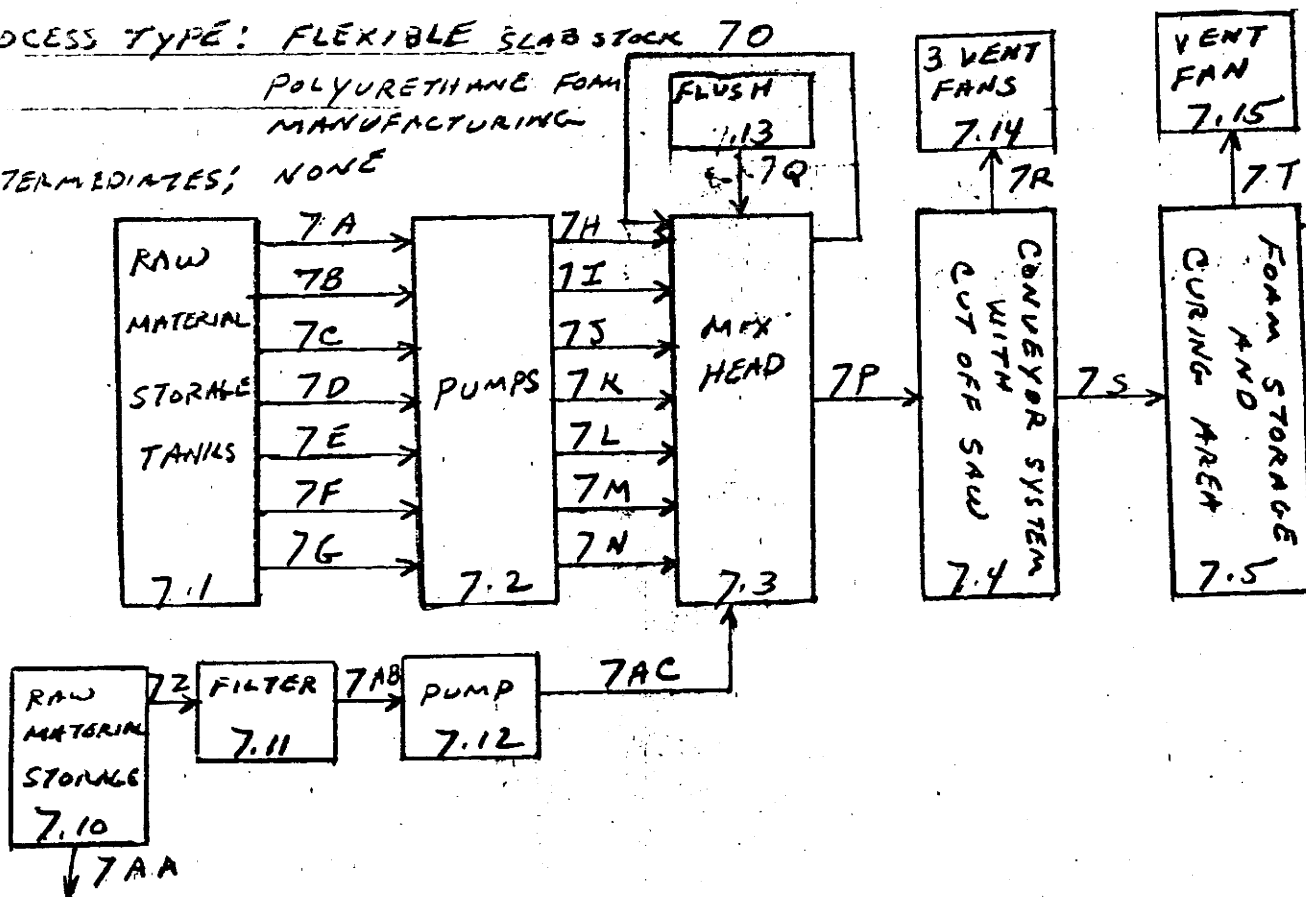 OCESS TYPE: FLEXIBLE SLABSTOCK 7O
POLYURETHANE FOAM
MANUFACTURING
TERMEDIATES; NONE
FLUSH
7.13
7Q
3 VENT
FANS
7.14
7R
VENT
FAN
7.15
7T
RAW
MATERIAL
STORAGE
TANKS
7.1
7A
7B
7C
7D
7E
7F
7G
PUMPS
7.2
7H
7I
7J
7K
7L
7M
7N
MIX
HEAD
7.3
7P
CONVEYOR SYSTEM
WITH
CUT OFF SAW
7.4
7S
FOAM STORAGE
AND
CURING AREA
7.5
RAW
MATERIAL
STORAGE
7.10
7Z
FILTER
7.11
7AB
PUMP
7.12
7AC
7AA